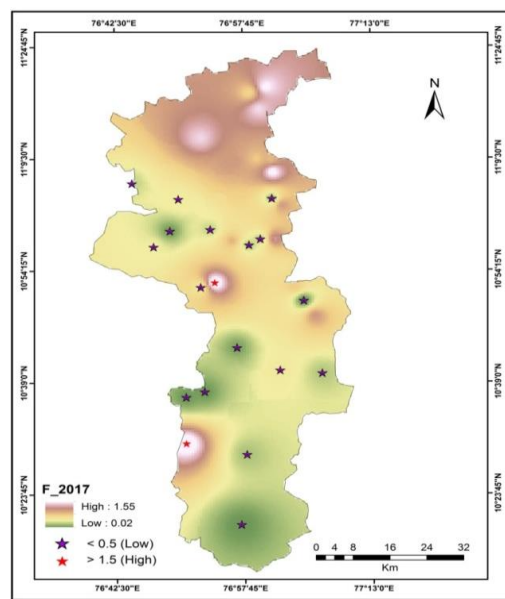 76°42'30"E 76°57'45"E 77°13'0"E
11°24'45"N 11°24'45"N
N
11°9'30"N 11°9'30"N
10°54'15"N 10°54'15"N
10°39'0"N 10°39'0"N
10°23'45"N 10°23'45"N
F_2017
High : 1.55
Low : 0.02
< 0.5 (Low)
> 1.5 (High)
0 4 8 16 24 32
Km
76°42'30"E 76°57'45"E 77°13'0"E